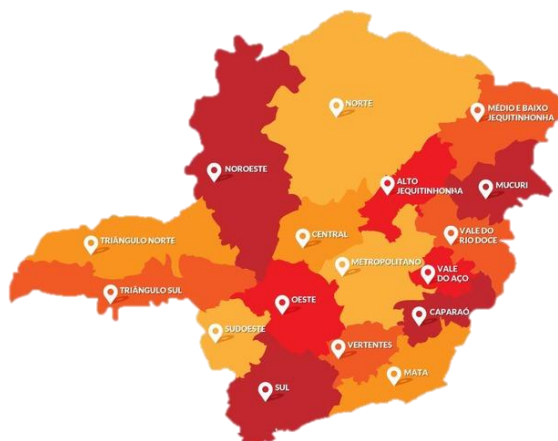 NORTE
MÉDIO E BAIXO
JEQUITINHONHA
NOROESTE
ALTO
JEQUITINHONHA
MUCURI
TRIÂNGULO NORTE
CENTRAL
VALE DO
RIO DOCE
METROPOLITANO
VALE
DO AÇO
TRIÂNGULO SUL
OESTE
CAPARAÓ
SUDOESTE
VERTENTES
MATA
SUL